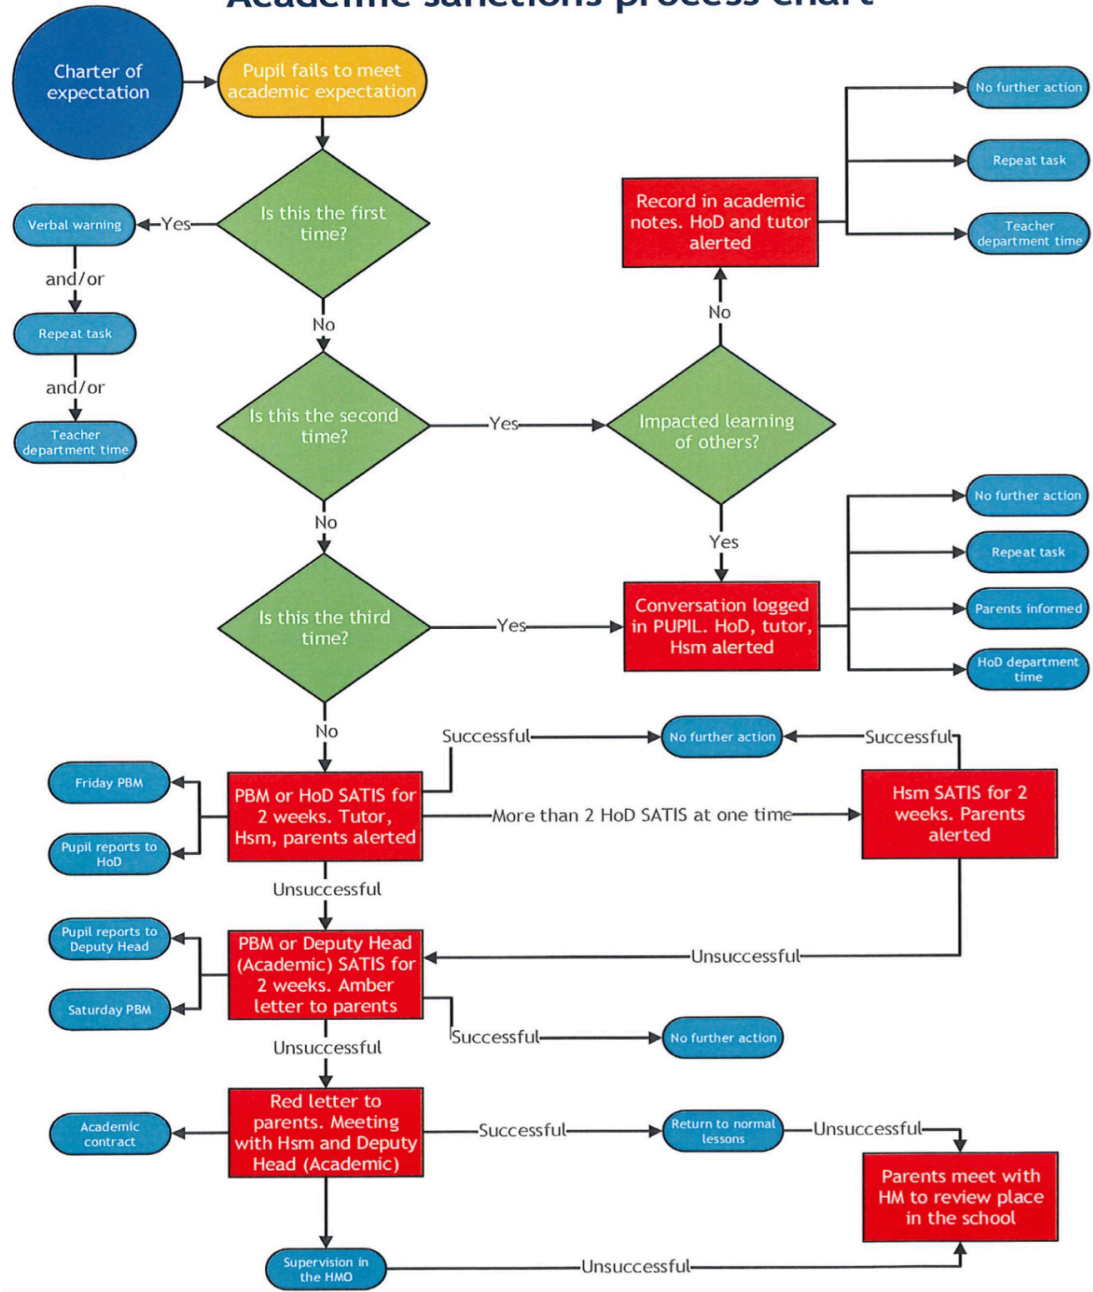 Academic sanctions process chart
Charter of
expectation
Pupil fails to meet
academic expectation
Is this the first
time?
Yes
Verbal warning
and/or
Repeat task
and/or
Teacher
department time
No
Is this the second
time?
Yes
Impacted learning
of others?
No
Record in academic
notes. HoD and tutor
alerted
No further action
Repeat task
Teacher
department time
Yes
Conversation logged
in PUPIL. HoD, tutor,
Hsm alerted
No further action
Repeat task
Parents informed
HoD department
time
No
Is this the third
time?
Yes
No
PBM or HoD SATIS for
2 weeks. Tutor,
Hsm, parents alerted
Friday PBM
Pupil reports to
HoD
Successful
No further action
Successful
More than 2 HoD SATIS at one time
Hsm SATIS for 2
weeks. Parents
alerted
Unsuccessful
Unsuccessful
PBM or Deputy Head
(Academic) SATIS for
2 weeks. Amber
letter to parents
Pupil reports to
Deputy Head
Saturday PBM
Successful
No further action
Unsuccessful
Red letter to
parents. Meeting
with Hsm and Deputy
Head (Academic)
Academic
contract
Successful
Return to normal
lessons
Unsuccessful
Parents meet with
HM to review place
in the school
Supervision in
the HMO
Unsuccessful